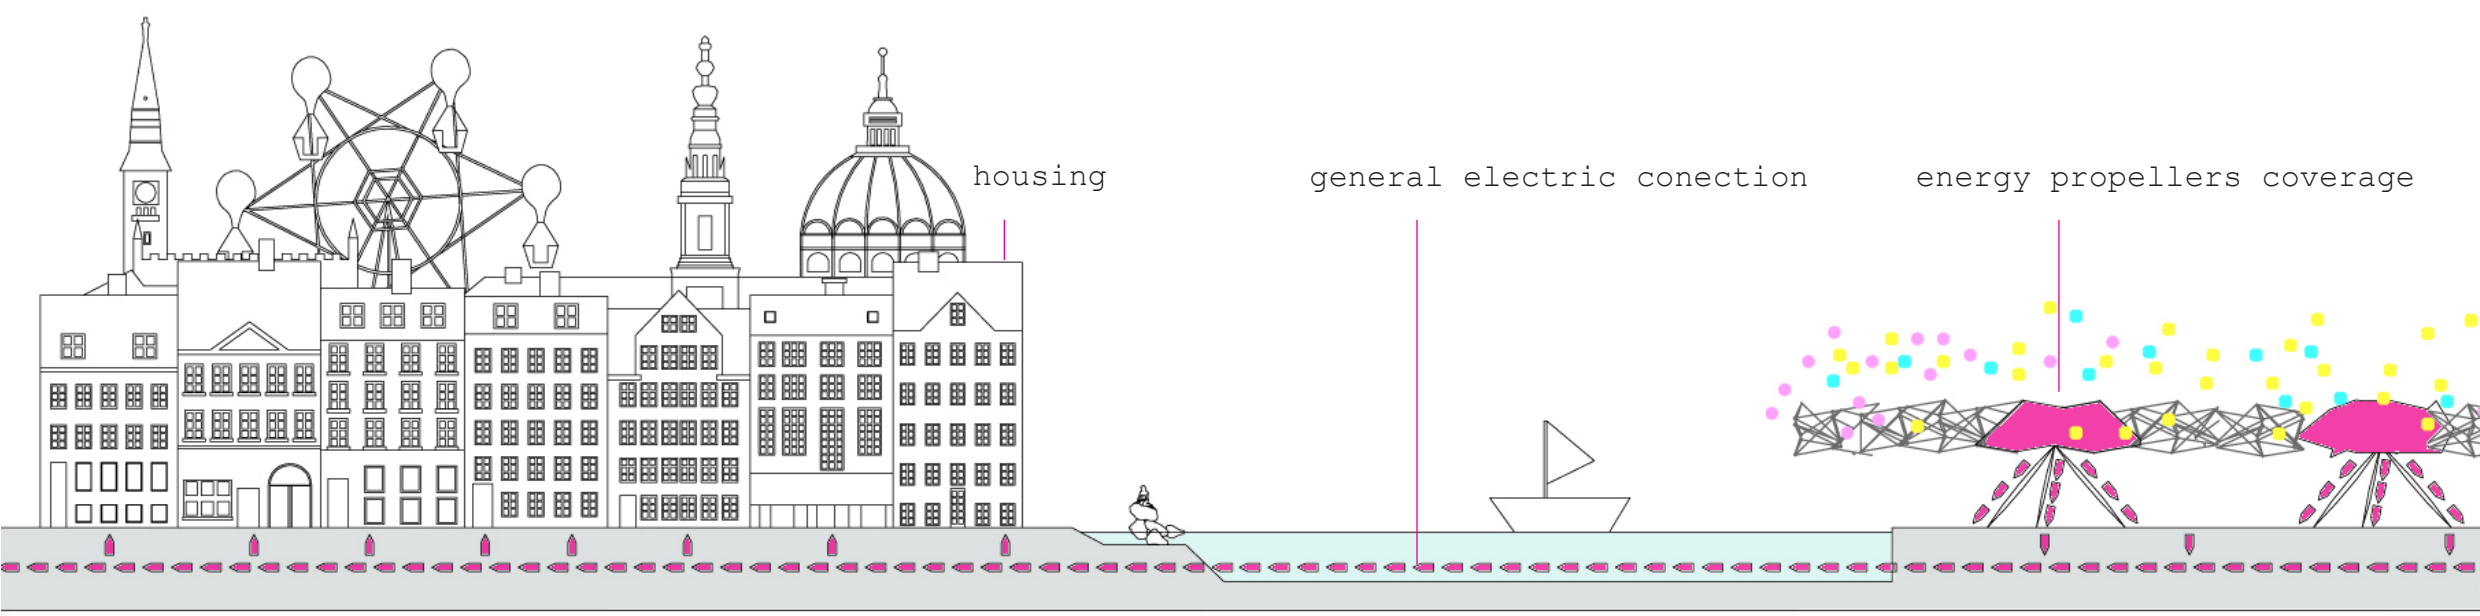 housing
general electric conection
energy propellers coverage